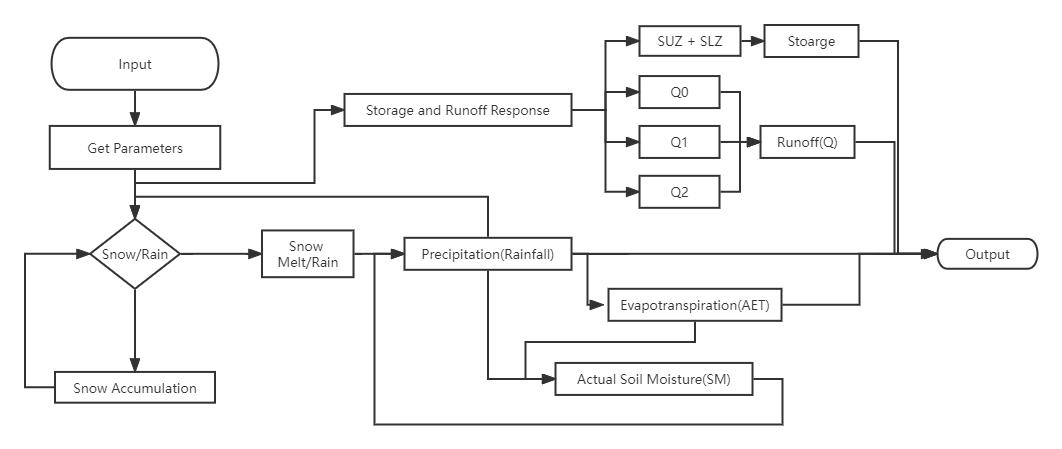 Input
Get Parameters
Snow/Rain
Snow Accumulation
Snow
Melt/Rain
Storage and Runoff Response
SUZ + SLZ
Stoarge
Q0
Q1
Q2
Runoff(Q)
Precipitation(Rainfall)
Evapotranspiration(AET)
Actual Soil Moisture(SM)
Output